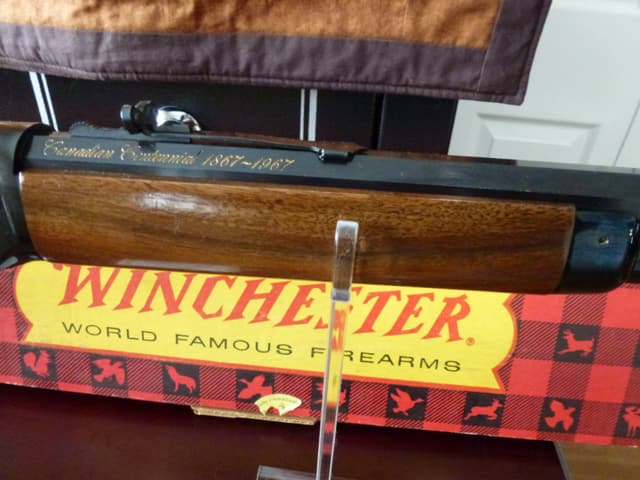 Canadian Centennial 1867-1967
WINCHESTER®
WORLD FAMOUS FIREARMS